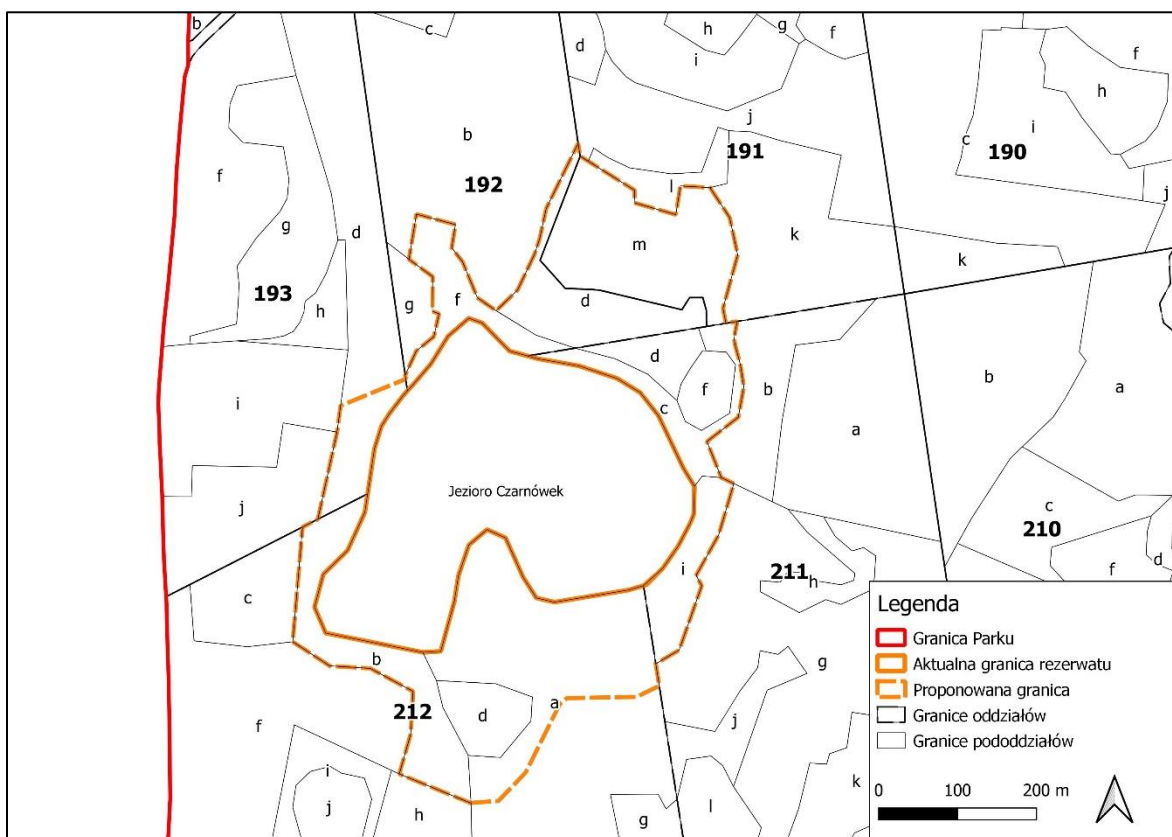 b
c
h
g
f
d
i
f
h
j
b
i
c
191
190
f
192
l
j
g
d
m
k
k
193
g
f
d
h
d
b
a
b
f
i
c
a
Jezioro Czarnówek
j
c
210
d
i
211
h
f
c
Legenda
Granica Parku
Aktualna granica rezerwatu
Proponowana granica
Granice oddziałów
Granice pododdziałów
0 100 200 m
b
g
212
d
a
f
j
i
j
h
g
l
k